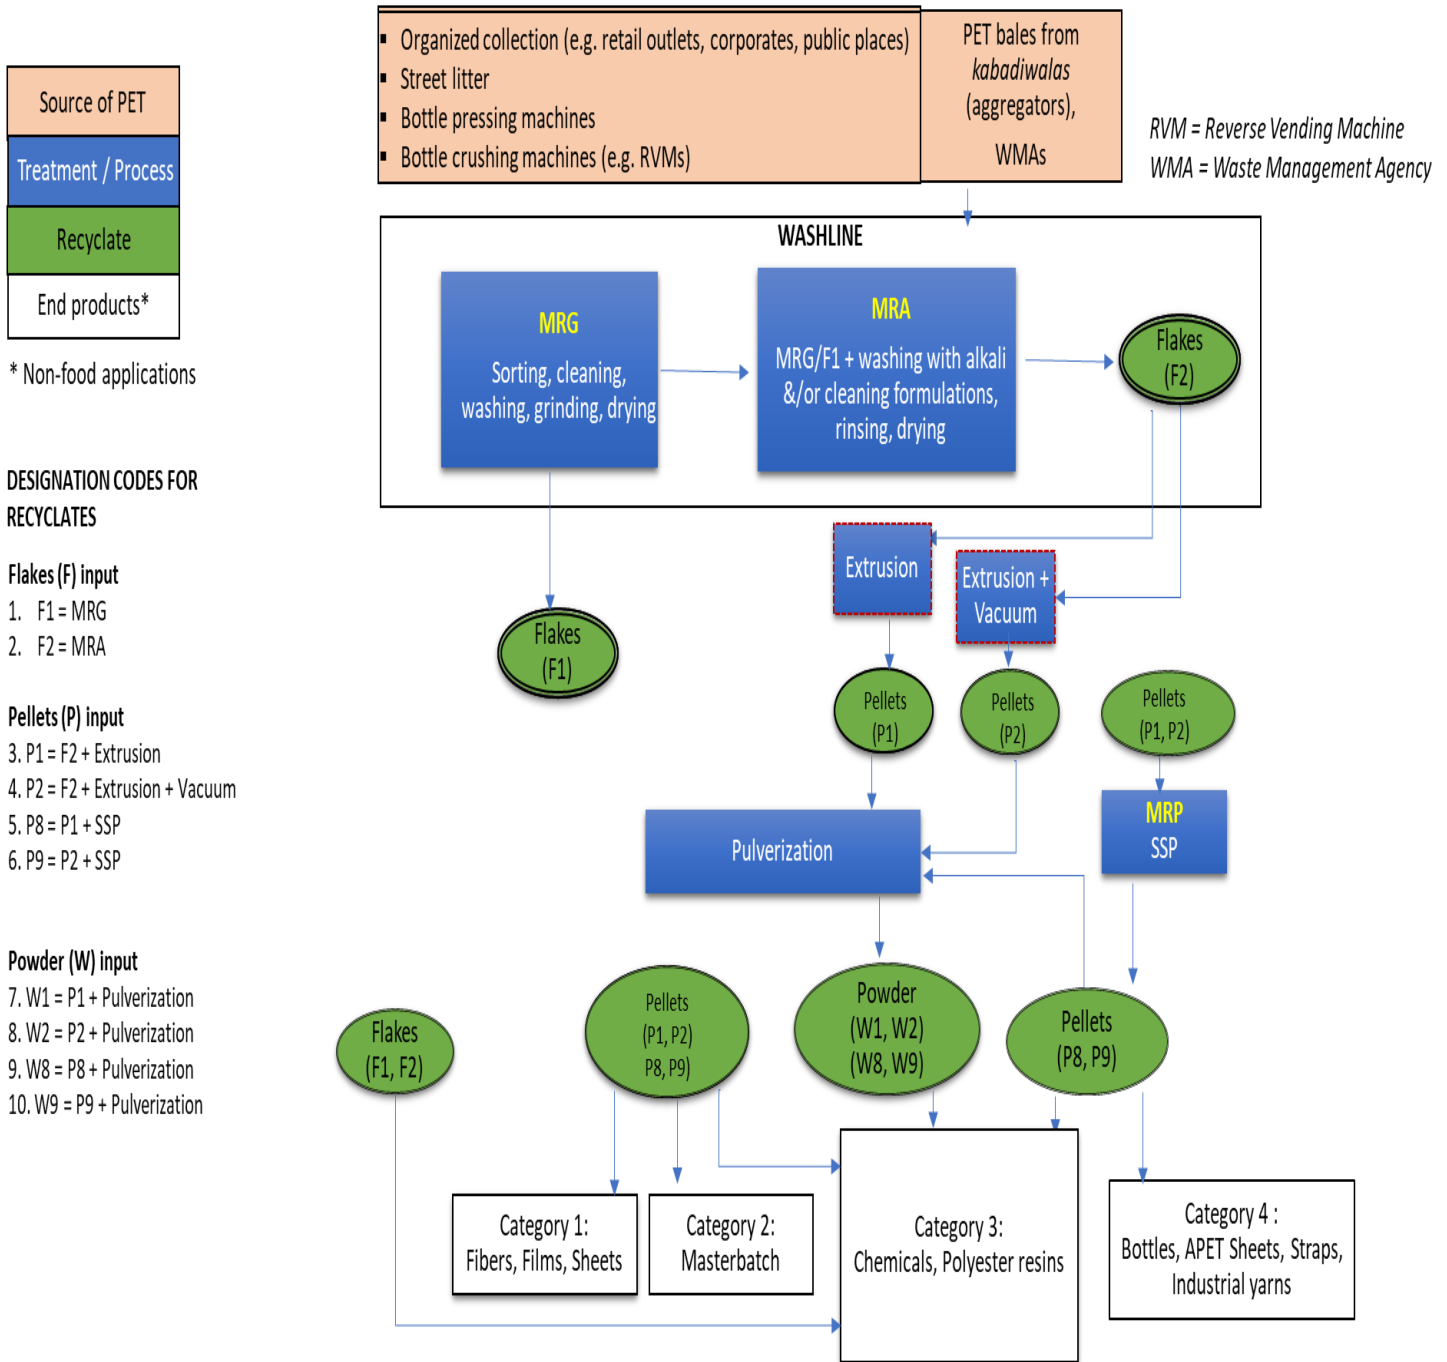 ▪ Organized collection (e.g. retail outlets, corporates, public places)
▪ Street litter
▪ Bottle pressing machines
▪ Bottle crushing machines (e.g. RVMs)
PET bales from
kabadiwalas
(aggregators),
WMAs
RVM = Reverse Vending Machine
WMA = Waste Management Agency
Source of PET
Treatment / Process
Recyclate
End products*
* Non-food applications
WASHLINE
MRG
Sorting, cleaning,
washing, grinding, drying
MRA
MRG/F1 + washing with alkali
&/or cleaning formulations,
rinsing, drying
Flakes
(F2)
DESIGNATION CODES FOR
RECYCLATES
Flakes (F) input
1. F1 = MRG
2. F2 = MRA
Pellets (P) input
3. P1 = F2 + Extrusion
4. P2 = F2 + Extrusion + Vacuum
5. P8 = P1 + SSP
6. P9 = P2 + SSP
Powder (W) input
7. W1 = P1 + Pulverization
8. W2 = P2 + Pulverization
9. W8 = P8 + Pulverization
10. W9 = P9 + Pulverization
Extrusion
Extrusion +
Vacuum
Flakes
(F1)
Pellets
(P1)
Pellets
(P2)
Pellets
(P1, P2)
Pulverization
MRP
SSP
Flakes
(F1, F2)
Pellets
(P1, P2)
P8, P9)
Powder
(W1, W2)
(W8, W9)
Pellets
(P8, P9)
Category 1:
Fibers, Films, Sheets
Category 2:
Masterbatch
Category 3:
Chemicals, Polyester resins
Category 4 :
Bottles, APET Sheets, Straps,
Industrial yarns